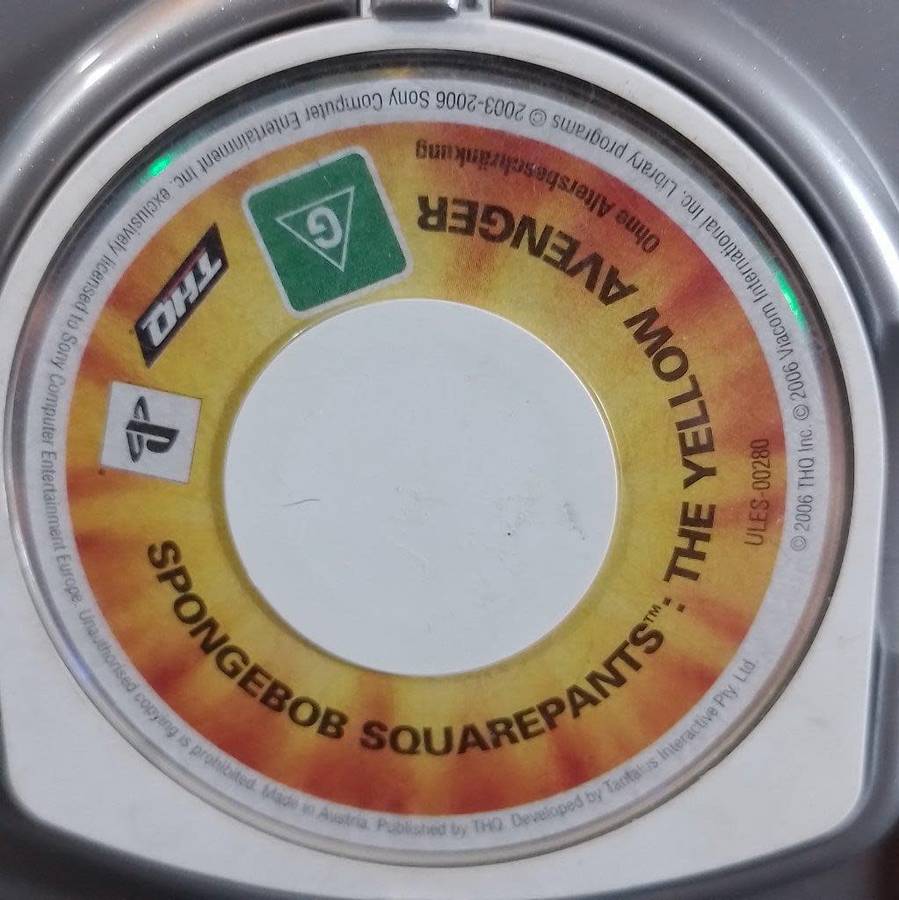 SPONGEBOB SQUAREPANTS™: THE YELLOW AVENGER
THQ
G
Ohne Altersbeschränkung
ULES-00280
© 2006 THQ Inc. © 2006 Viacom International Inc. Library programs © 2003-2006 Sony Computer Entertainment Inc. exclusively licensed to Sony Computer Entertainment Europe. Unauthorised copying is prohibited. Made in Austria. Published by THQ. Developed by Tantalus Interactive Pty. Ltd.